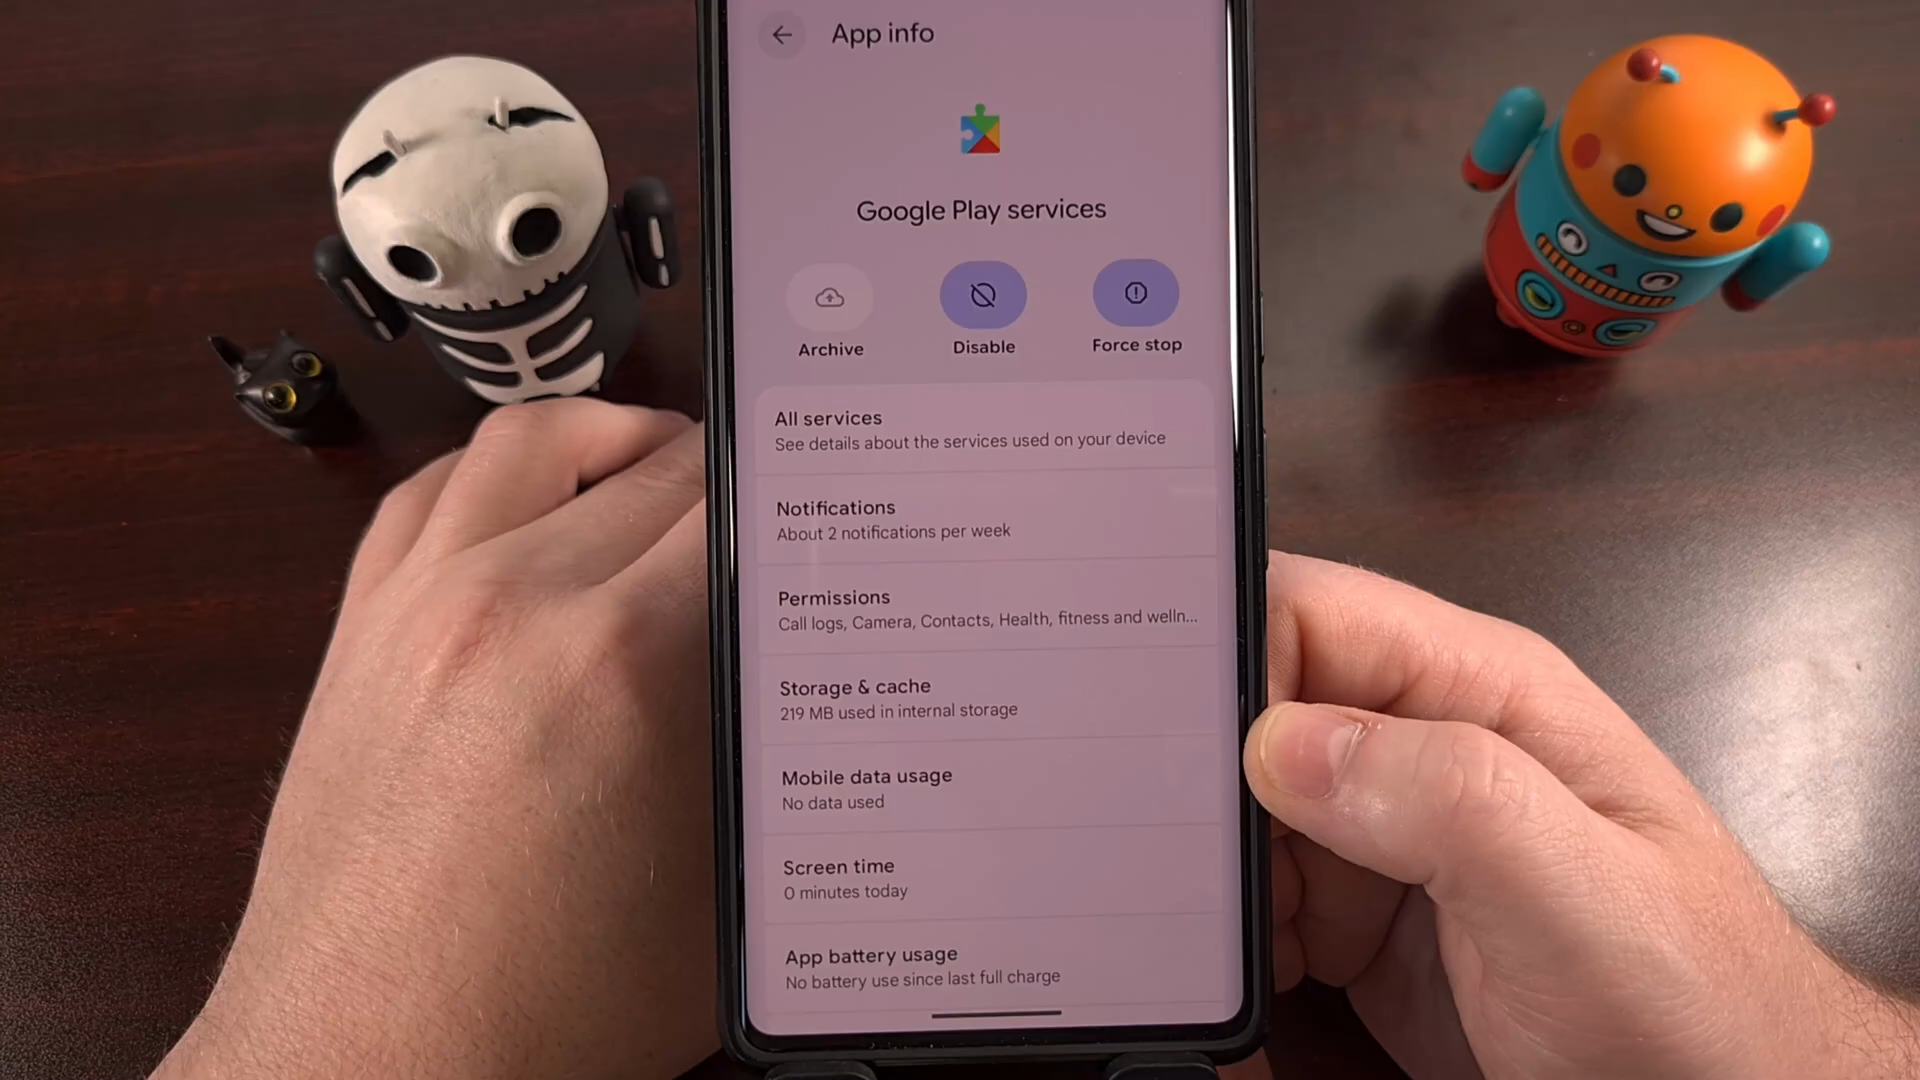 App info
Google Play services
Archive
Disable
Force stop
All services
See details about the services used on your device
Notifications
About 2 notifications per week
Permissions
Call logs, Camera, Contacts, Health, fitness and welln...
Storage & cache
219 MB used in internal storage
Mobile data usage
No data used
Screen time
0 minutes today
App battery usage
No battery use since last full charge